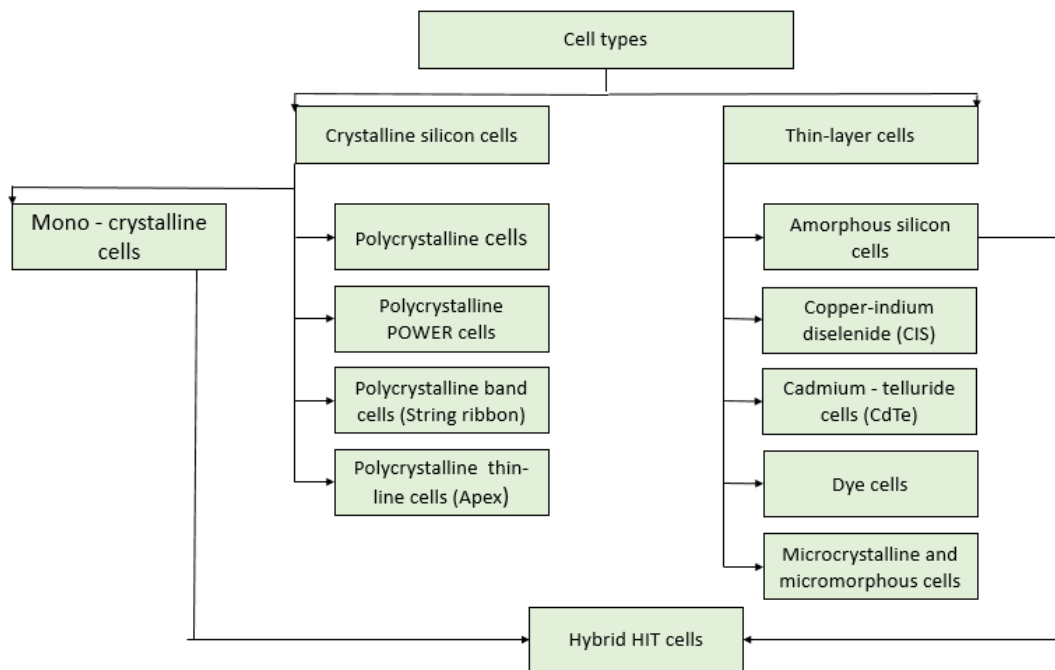 Cell types
Crystalline silicon cells
Thin-layer cells
Mono - crystalline
cells
Polycrystalline cells
Polycrystalline
POWER cells
Polycrystalline band
cells (String ribbon)
Polycrystalline thin-
line cells (Apex)
Amorphous silicon
cells
Copper-indium
diselenide (CIS)
Cadmium - telluride
cells (CdTe)
Dye cells
Microcrystalline and
micromorphous cells
Hybrid HIT cells